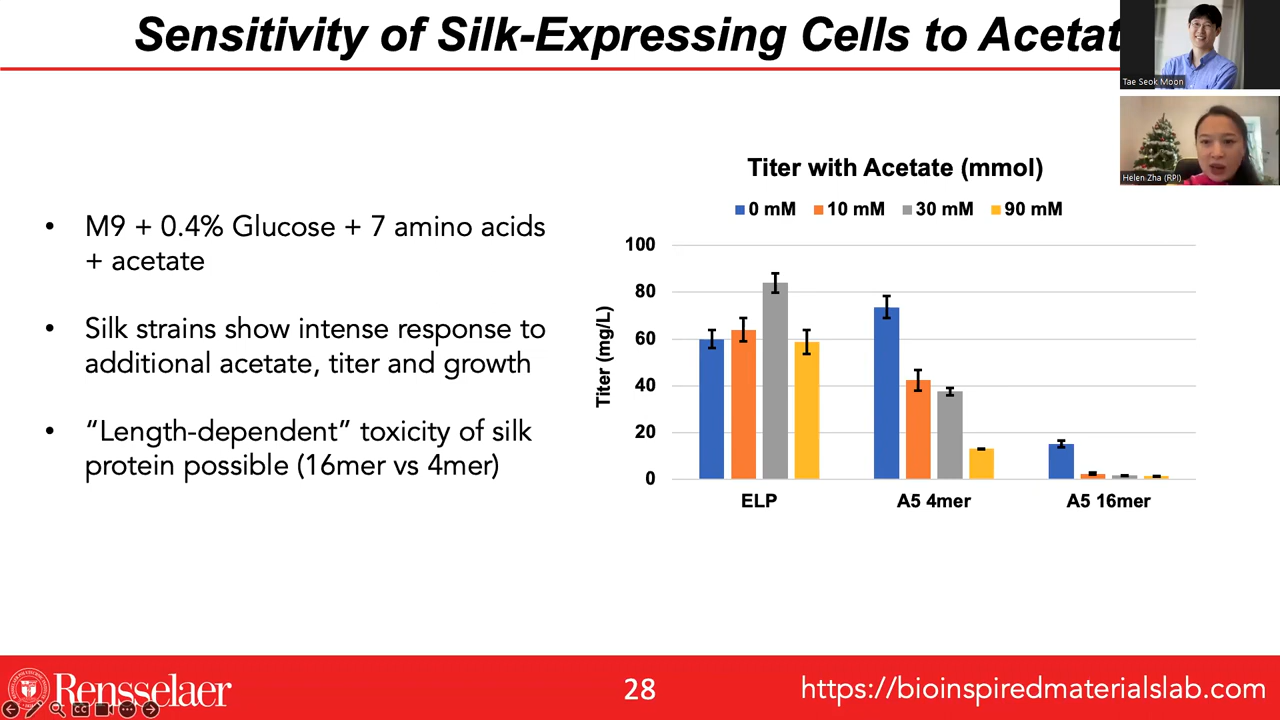 Sensitivity of Silk-Expressing Cells to Acetat
Tae Seok Moon
Helen Zha (RPI)
• M9 + 0.4% Glucose + 7 amino acids
+ acetate
• Silk strains show intense response to
additional acetate, titer and growth
• “Length-dependent” toxicity of silk
protein possible (16mer vs 4mer)
Titer with Acetate (mmol)
0 mM 10 mM 30 mM 90 mM
Titer (mg/L)
100
80
60
40
20
0
ELP A5 4mer A5 16mer
Rensselaer
28
https://bioinspiredmaterialslab.com
CC